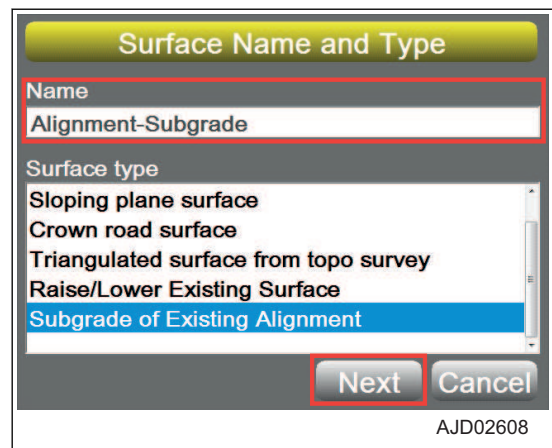 Surface Name and Type
Name
Alignment-Subgrade
Surface type
Sloping plane surface
Crown road surface
Triangulated surface from topo survey
Raise/Lower Existing Surface
Subgrade of Existing Alignment
Next Cancel
AJD02608